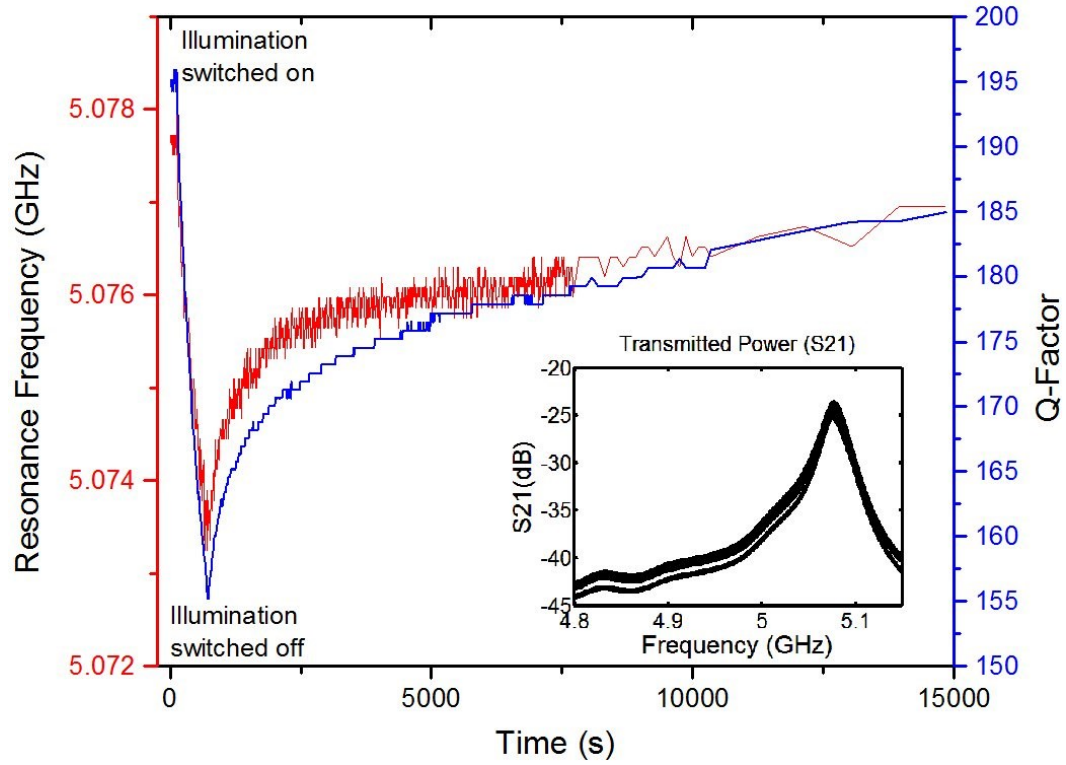 Illumination
switched on
200
5.078
195
190
185
5.076
180
175
5.074
170
165
160
155
5.072
150
Resonance Frequency (GHz)
Q-Factor
Illumination
switched off
0
5000
10000
15000
Time (s)
Transmitted Power (S21)
-20
-25
-30
-35
-40
-45
S21(dB)
4.8
4.9
5
5.1
Frequency (GHz)